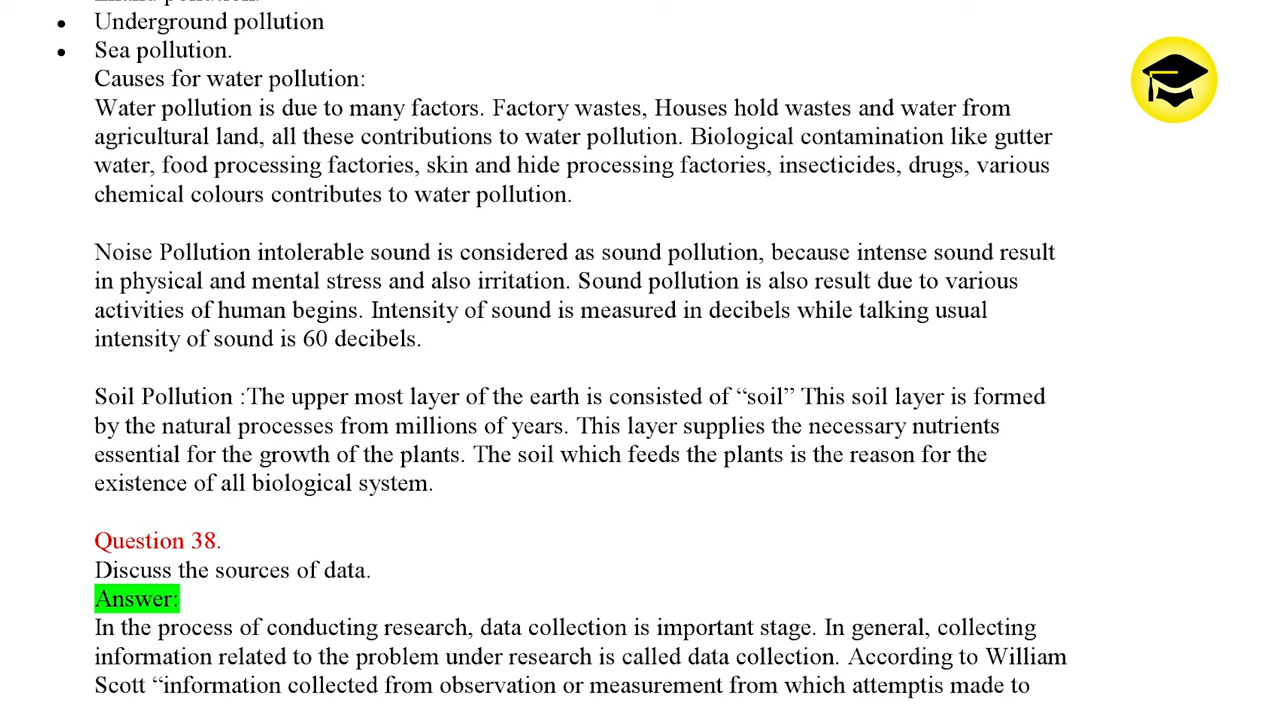 Underground pollution
Sea pollution.
Causes for water pollution:
Water pollution is due to many factors. Factory wastes, Houses hold wastes and water from
agricultural land, all these contributions to water pollution. Biological contamination like gutter
water, food processing factories, skin and hide processing factories, insecticides, drugs, various
chemical colours contributes to water pollution.
Noise Pollution intolerable sound is considered as sound pollution, because intense sound result
in physical and mental stress and also irritation. Sound pollution is also result due to various
activities of human begins. Intensity of sound is measured in decibels while talking usual
intensity of sound is 60 decibels.
Soil Pollution :The upper most layer of the earth is consisted of “soil” This soil layer is formed
by the natural processes from millions of years. This layer supplies the necessary nutrients
essential for the growth of the plants. The soil which feeds the plants is the reason for the
existence of all biological system.
Question 38.
Discuss the sources of data.
Answer:
In the process of conducting research, data collection is important stage. In general, collecting
information related to the problem under research is called data collection. According to William
Scott “information collected from observation or measurement from which attemptis made to